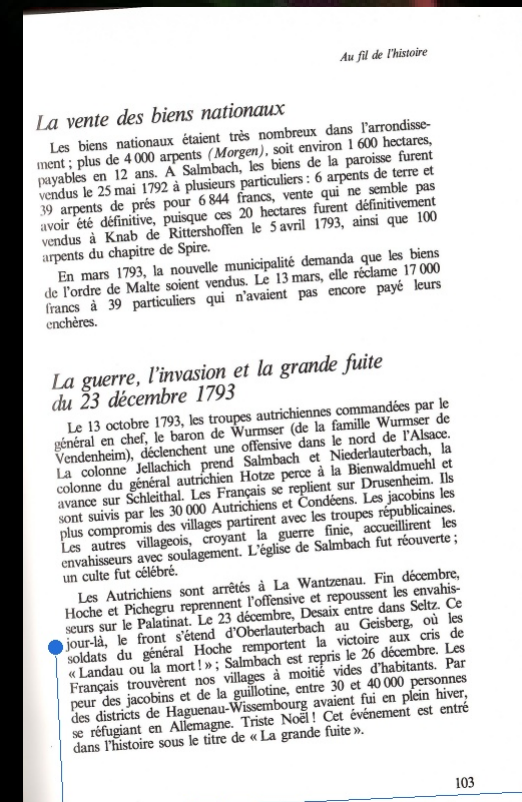 Au fil de l'histoire
La vente des biens nationaux
Les biens nationaux étaient très nombreux dans l'arrondisse-
ment ; plus de 4 000 arpents (Morgen), soit environ 1 600 hectares,
payables en 12 ans. A Salmbach, les biens de la paroisse furent
vendus le 25 mai 1792 à plusieurs particuliers : 6 arpents de terre et
39 arpents de prés pour 6 844 francs, vente qui ne semble pas
avoir été définitive, puisque ces 20 hectares furent définitivement
vendus à Knab de Rittershoffen le 5 avril 1793, ainsi que 100
arpents du chapitre de Spire.
En mars 1793, la nouvelle municipalité demanda que les biens
de l'ordre de Malte soient vendus. Le 13 mars, elle réclame 17 000
francs à 39 particuliers qui n'avaient pas encore payé leurs
enchères.
La guerre, l'invasion et la grande fuite
du 23 décembre 1793
Le 13 octobre 1793, les troupes autrichiennes commandées par le
général en chef, le baron de Wurmser (de la famille Wurmser de
Vendenheim), déclenchent une offensive dans le nord de l'Alsace.
La colonne Jellachich prend Salmbach et Niederlauterbach, la
colonne du général autrichien Hotze perce à la Bienwaldmuehl et
avance sur Schleithal. Les Français se replient sur Drusenheim. Ils
sont suivis par les 30 000 Autrichiens et Condéens. Les jacobins les
plus compromis des villages partirent avec les troupes républicaines.
Les autres villageois, croyant la guerre finie, accueillirent les
envahisseurs avec soulagement. L'église de Salmbach fut réouverte ;
un culte fut célébré.
Les Autrichiens sont arrêtés à La Wantzenau. Fin décembre,
Hoche et Pichegru reprennent l'offensive et repoussent les envahis-
seurs sur le Palatinat. Le 23 décembre, Desaix entre dans Seltz. Ce
jour-là, le front s'étend d'Oberlauterbach au Geisberg, où les
soldats du général Hoche remportent la victoire aux cris de
« Landau ou la mort ! » ; Salmbach est repris le 26 décembre. Les
Français trouvèrent nos villages à moitié vides d'habitants. Par
peur des jacobins et de la guillotine, entre 30 et 40 000 personnes
des districts de Haguenau-Wissembourg avaient fui en plein hiver,
se réfugiant en Allemagne. Triste Noël ! Cet événement est entré
dans l'histoire sous le titre de « La grande fuite ».
103